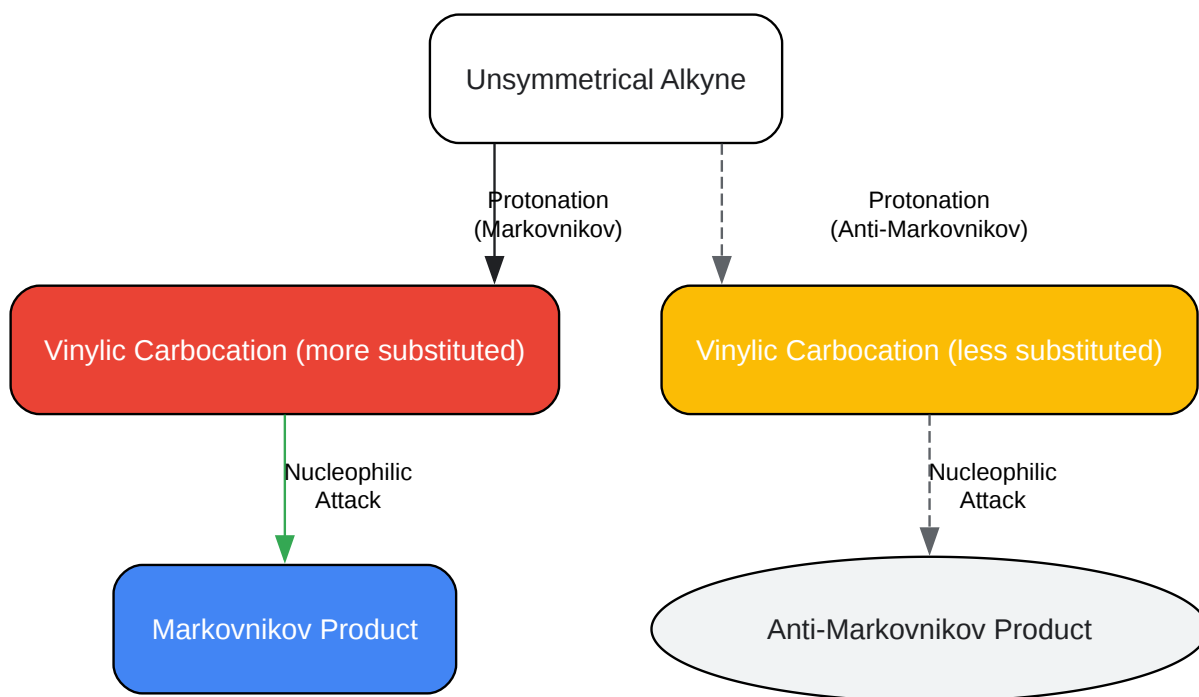 Unsymmetrical Alkyne
Protonation
(Markovnikov)
Protonation
(Anti-Markovnikov)
Vinylic Carbocation (more substituted)
Vinylic Carbocation (less substituted)
Nucleophilic
Attack
Nucleophilic
Attack
Markovnikov Product
Anti-Markovnikov Product